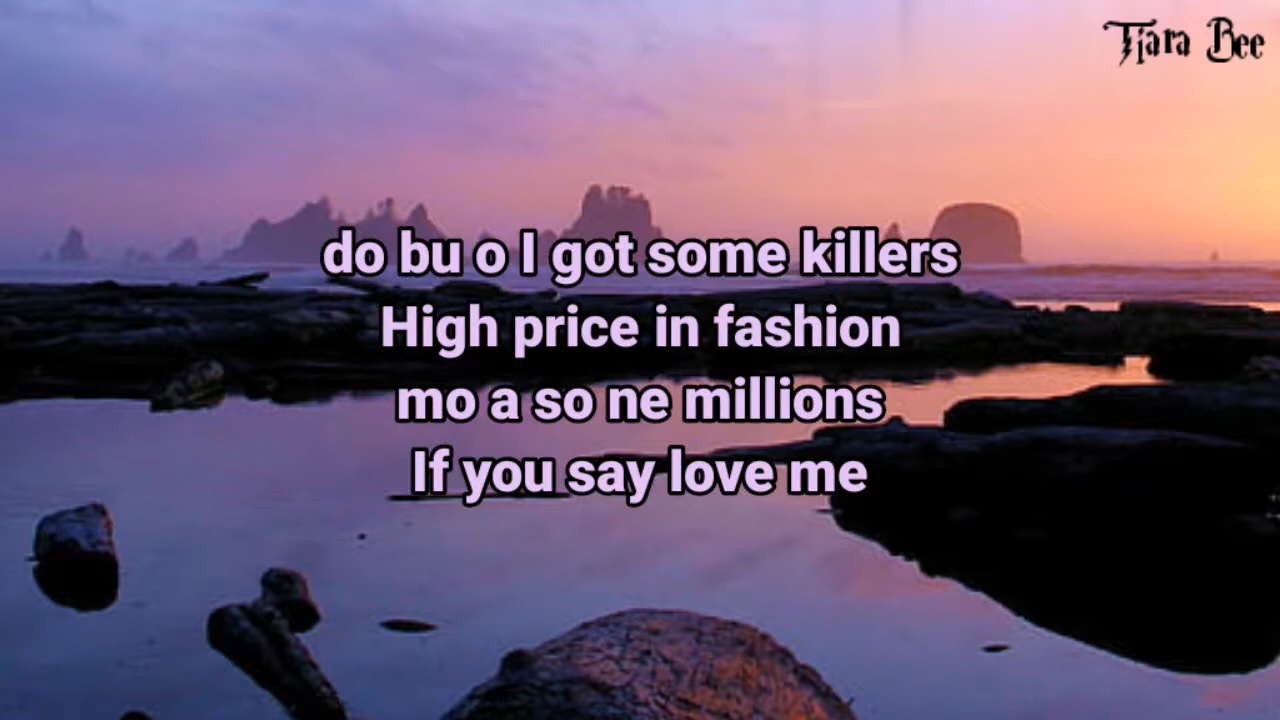 Tiara Bee
do bu o I got some killers
High price in fashion
mo a so ne millions
If you say love me